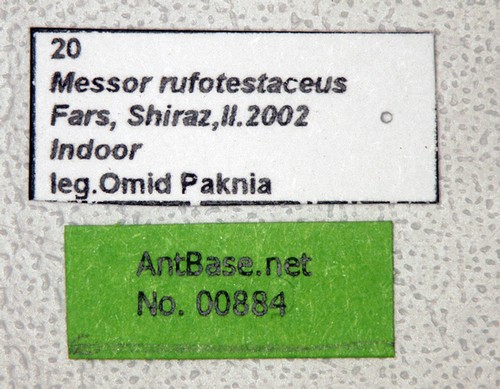 20
Messor rufotestaceus
Fars, Shiraz,II.2002
Indoor
leg.Omid Paknia
AntBase.net
No. 00884